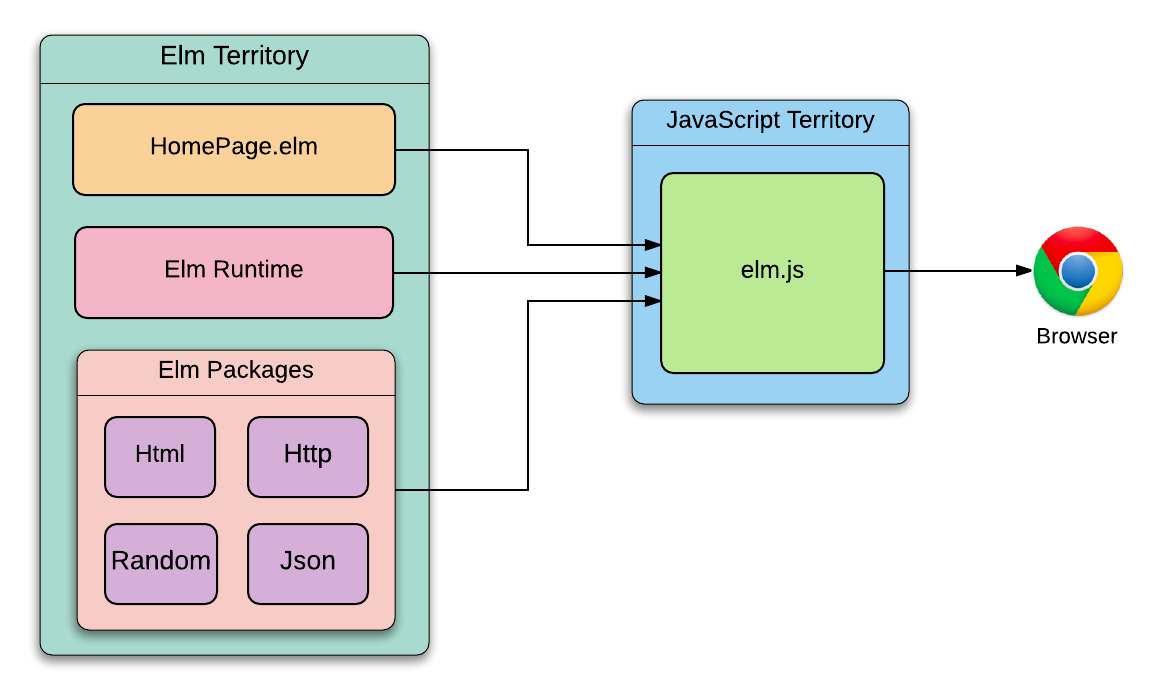 Elm Territory
HomePage.elm
Elm Runtime
Elm Packages
Html
Http
Random
Json
JavaScript Territory
elm.js
Browser